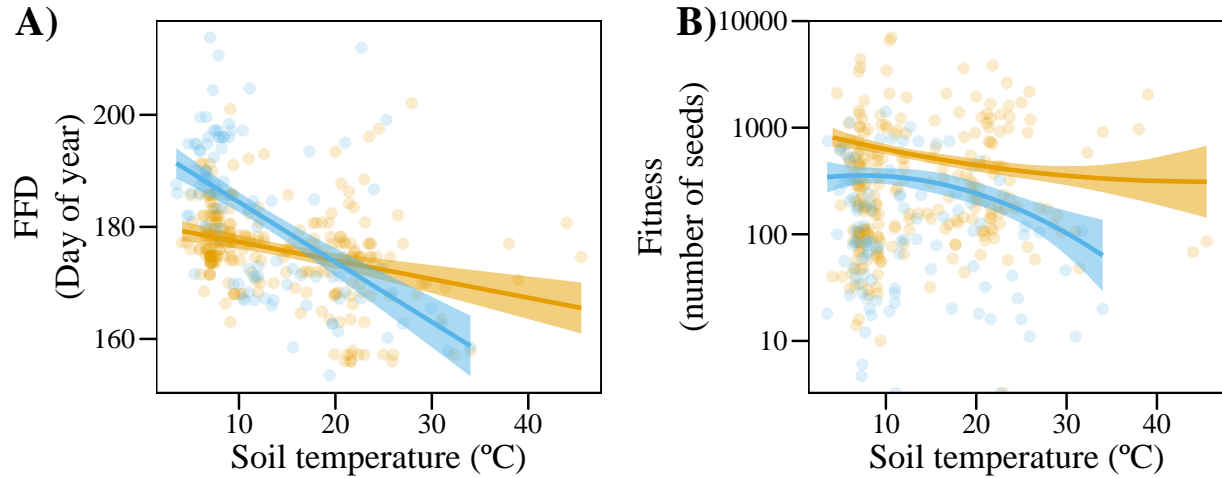 A)
200
180
160
FFD
(Day of year)
10 20 30 40
Soil temperature (ºC)
B)
10000
1000
100
10
Fitness
(number of seeds)
10 20 30 40
Soil temperature (ºC)